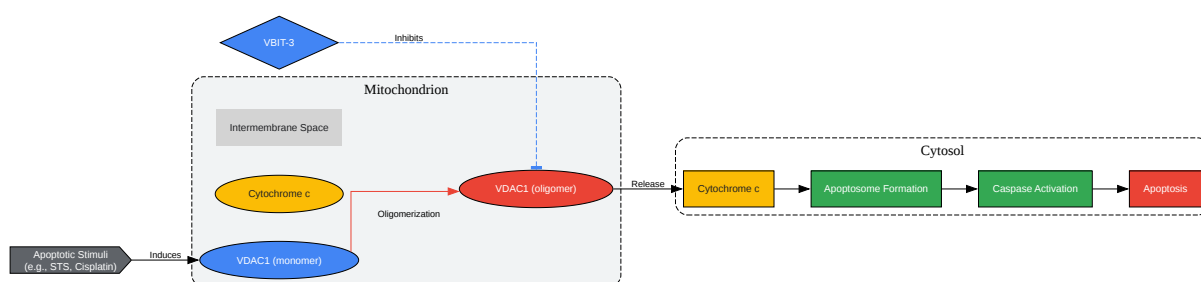 VBIT-3
Inhibits
Mitochondrion
Intermembrane Space
Cytochrome c
VDAC1 (oligomer)
Oligomerization
Apoptotic Stimuli
(e.g., STS, Cisplatin)
Induces
VDAC1 (monomer)
Release
Cytosol
Cytochrome c
Apoptosome Formation
Caspase Activation
Apoptosis